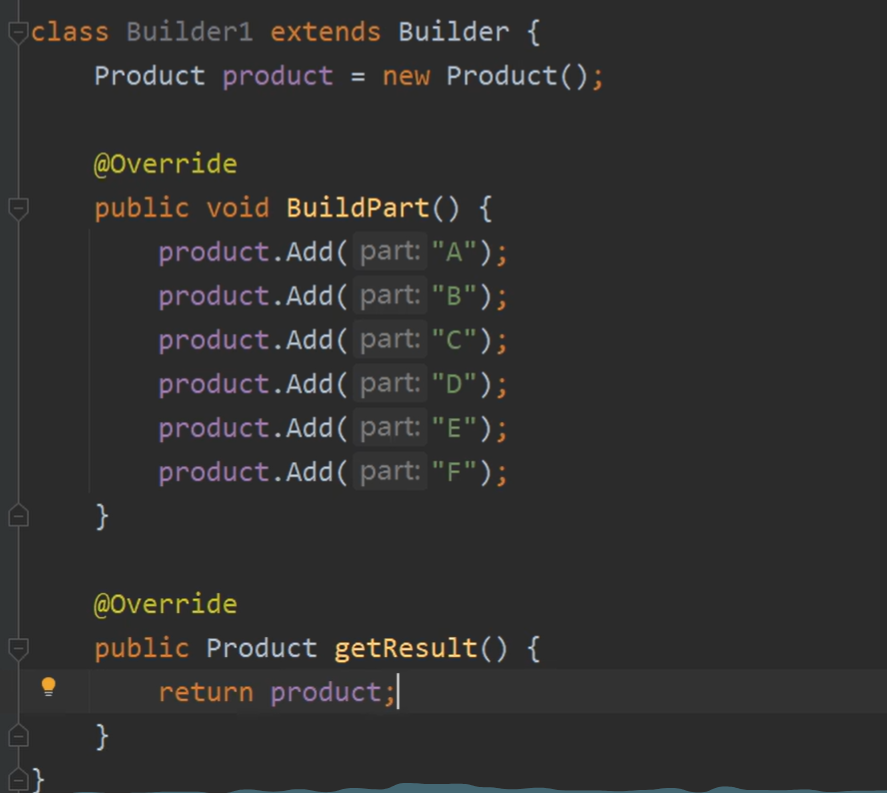 class Builder1 extends Builder {
Product product = new Product();
@Override
public void BuildPart() {
product.Add( part: "A");
product.Add( part: "B");
product.Add( part: "C");
product.Add( part: "D");
product.Add( part: "E");
product.Add( part: "F");
}
@Override
public Product getResult() {
return product;
}
}